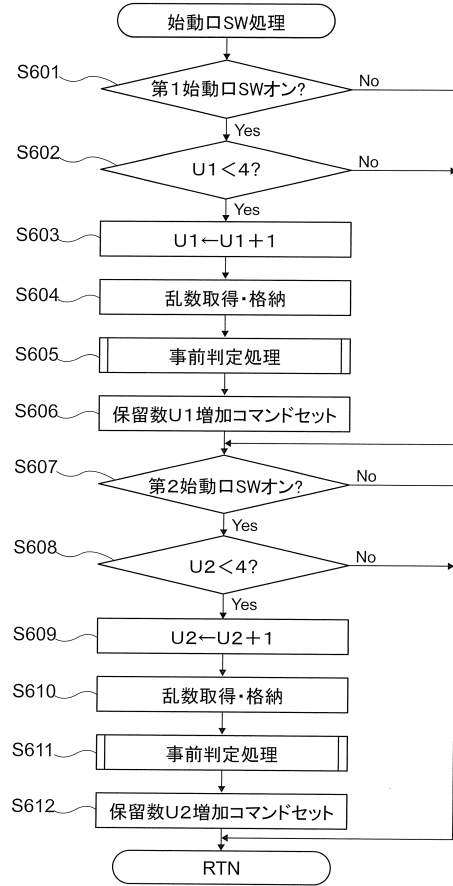 始動口SW処理
S601
第1始動口SWオン?
No
Yes
S602
U1<4?
No
Yes
S603
U1←U1+1
S604
乱数取得・格納
S605
事前判定処理
S606
保留数U1増加コマンドセット
S607
第2始動口SWオン?
No
Yes
S608
U2<4?
No
Yes
S609
U2←U2+1
S610
乱数取得・格納
S611
事前判定処理
S612
保留数U2増加コマンドセット
RTN